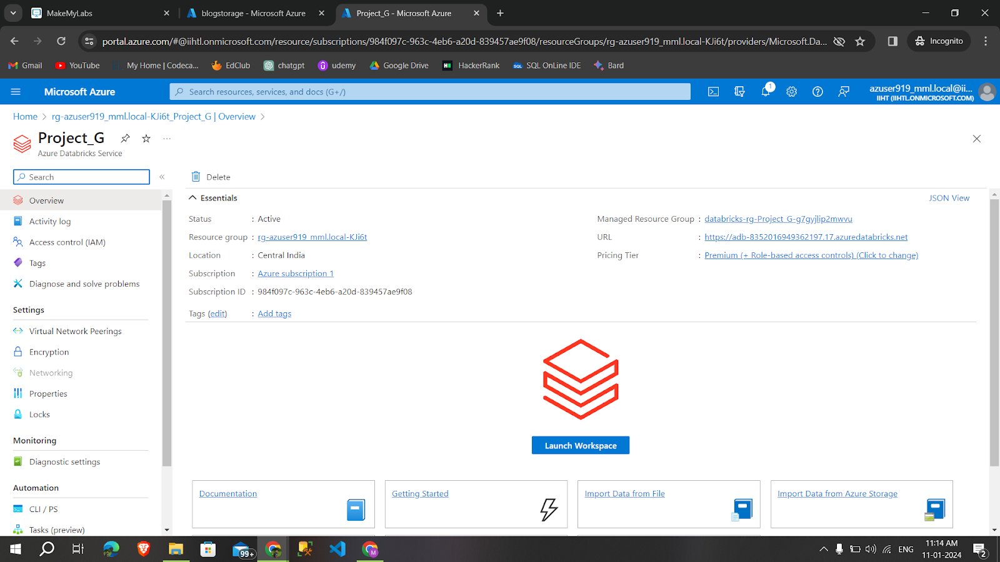 MakeMyLabs
blogstorage - Microsoft Azure
Project_G - Microsoft Azure
portal.azure.com/#@iihtl.onmicrosoft.com/resource/subscriptions/984f097c-963c-4eb6-a20d-839457ae9f08/resourceGroups/rg-azuser919_mml.local-KJi6t/providers/Microsoft.Da...
Incognito
Gmail
YouTube
My Home | Codeca...
EdClub
chatgpt
udemy
Google Drive
HackerRank
SQL OnLine IDE
Bard
Microsoft Azure
Search resources, services, and docs (G+/)
1
azuser919_mml.local@ii...
IIHT (IIHTL.ONMICROSOFT.COM)
Home > rg-azuser919_mml.local-KJi6t_Project_G | Overview >
Project_G
Azure Databricks Service
Search
Delete
Overview
Activity log
Access control (IAM)
Tags
Diagnose and solve problems
Settings
Virtual Network Peerings
Encryption
Networking
Properties
Locks
Monitoring
Diagnostic settings
Automation
CLI / PS
Tasks (preview)
Essentials
JSON View
Status : Active
Resource group : rg-azuser919_mml.local-KJi6t
Location : Central India
Subscription : Azure subscription 1
Subscription ID : 984f097c-963c-4eb6-a20d-839457ae9f08
Tags (edit) : Add tags
Managed Resource Group : databricks-rg-Project_G-g7gyjlip2mwvu
URL : https://adb-8352016949362197.17.azuredatabricks.net
Pricing Tier : Premium (+ Role-based access controls) (Click to change)
Launch Workspace
Documentation
Getting Started
Import Data from File
Import Data from Azure Storage
99+
M
ENG
11:14 AM
11-01-2024
2